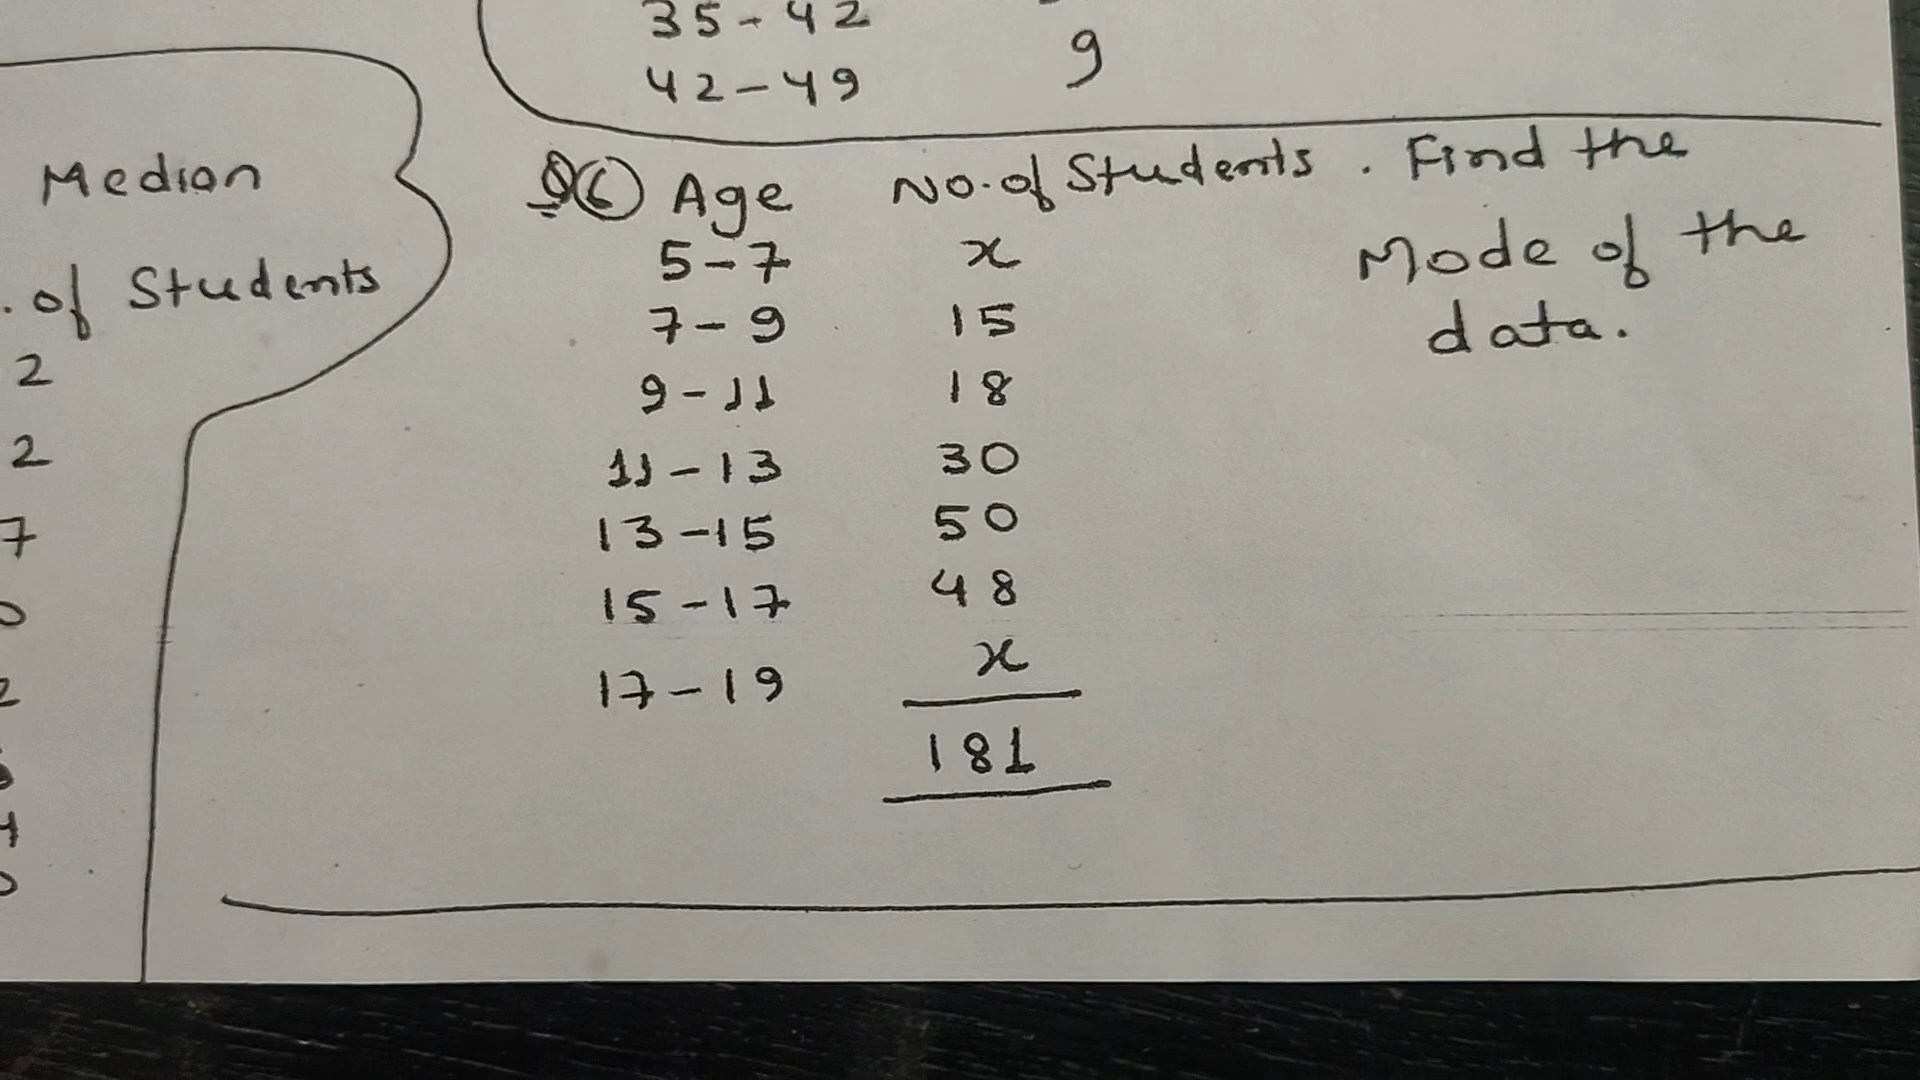 35-42
42-49
9
Median
. of Students
2
2
7
Q6 Age No. of Students . Find the
5-7 x Mode of the
7-9 15 data.
9-11 18
11-13 30
13-15 50
15-17 48
17-19 x
181